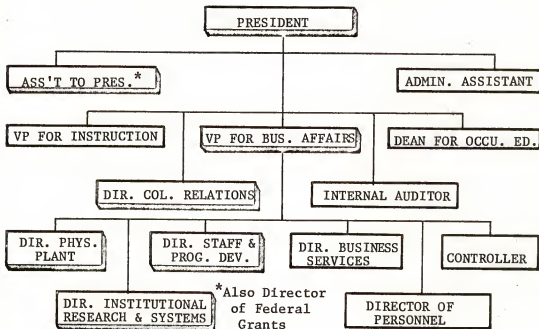 PRESIDENT
ASS'T TO PRES.*
ADMIN. ASSISTANT
VP FOR INSTRUCTION
VP FOR BUS. AFFAIRS
DEAN FOR OCCU. ED.
DIR. COL. RELATIONS
INTERNAL AUDITOR
DIR. PHYS.
PLANT
DIR. STAFF &
PROG. DEV.
DIR. BUSINESS
SERVICES
CONTROLLER
DIR. INSTITUTIONAL
RESEARCH & SYSTEMS
*Also Director
of Federal
Grants
DIRECTOR OF
PERSONNEL